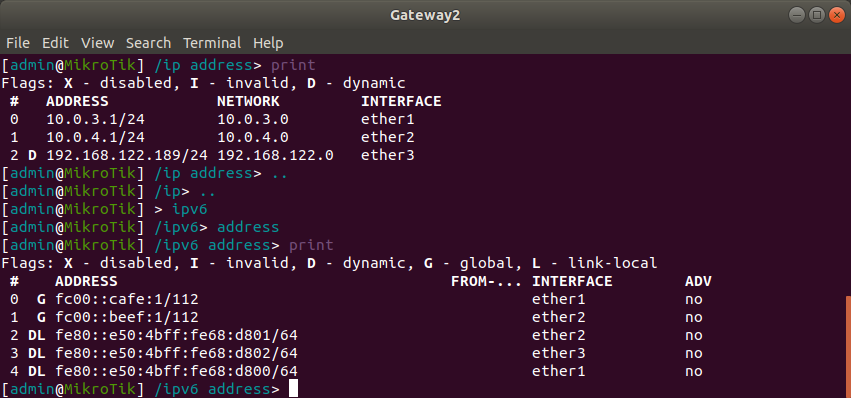 Gateway2
File Edit View Search Terminal Help
[admin@MikroTik] /ip address> print
Flags: X - disabled, I - invalid, D - dynamic
 #   ADDRESS            NETWORK         INTERFACE
 0   10.0.3.1/24        10.0.3.0        ether1
 1   10.0.4.1/24        10.0.4.0        ether2
 2 D 192.168.122.189/24 192.168.122.0   ether3
[admin@MikroTik] /ip address> ..
[admin@MikroTik] /ip> ..
[admin@MikroTik] > ipv6
[admin@MikroTik] /ipv6> address
[admin@MikroTik] /ipv6 address> print
Flags: X - disabled, I - invalid, D - dynamic, G - global, L - link-local
 #    ADDRESS                                     FROM-... INTERFACE        ADV
 0  G fc00::cafe:1/112                                     ether1           no
 1  G fc00::beef:1/112                                     ether2           no
 2 DL fe80::e50:4bff:fe68:d801/64                          ether2           no
 3 DL fe80::e50:4bff:fe68:d802/64                          ether3           no
 4 DL fe80::e50:4bff:fe68:d800/64                          ether1           no
[admin@MikroTik] /ipv6 address>